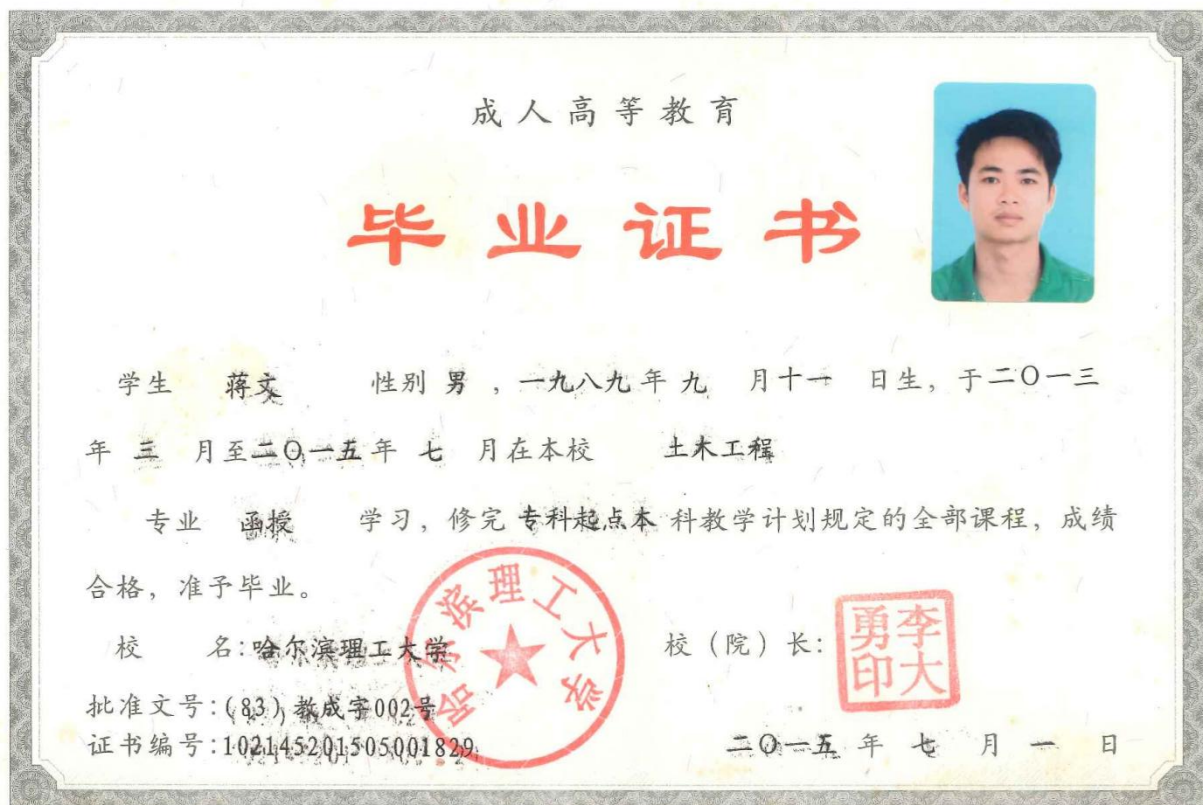 成人高等教育
毕业证书
学生 蒋文 性别 男 , 一九八九 年 九 月 十一 日生, 于二〇一三
年 三 月至二〇一五年 七 月在本校 土木工程
专业 函授 学习, 修完 专科起点本 科教学计划规定的全部课程, 成绩
合格, 准予毕业。
校 名: 哈尔滨理工大学
哈尔滨理工大学
校（院）长:
李大勇印
批准文号: (83) 教成字002号
证书编号: 102145201505001829
二〇一五 年 七 月 一 日